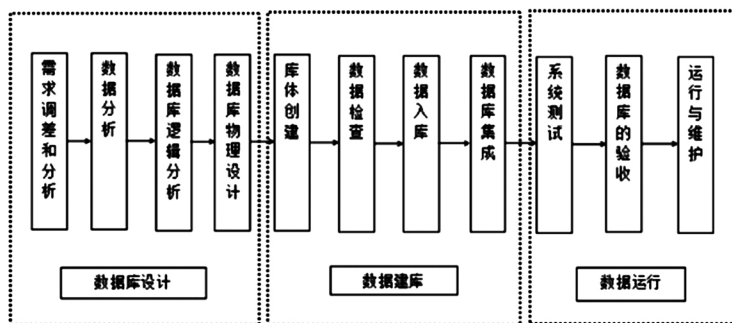 需求调差和分析
数据分析
数据库逻辑分析
数据库物理设计
库体创建
数据检查
数据入库
数据库集成
系统测试
数据库的验收
运行与维护
数据库设计
数据建库
数据运行